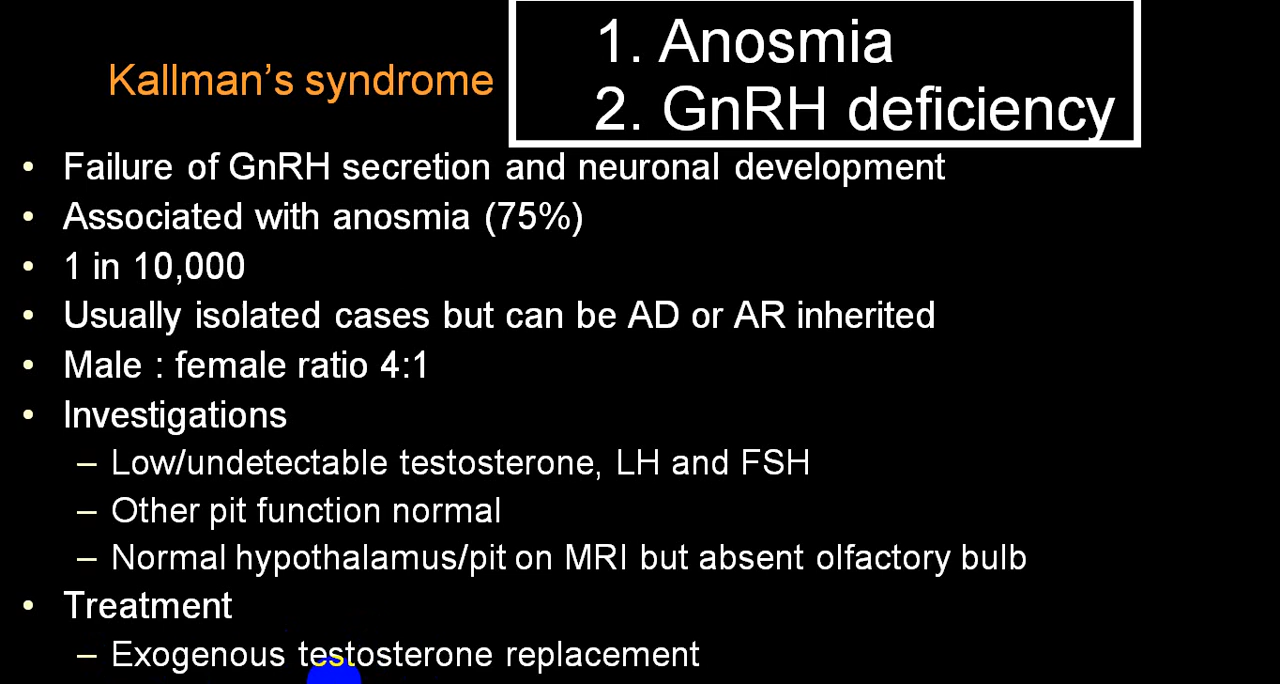 Kallman's syndrome
1. Anosmia
2. GnRH deficiency
• Failure of GnRH secretion and neuronal development
• Associated with anosmia (75%)
• 1 in 10,000
• Usually isolated cases but can be AD or AR inherited
• Male : female ratio 4:1
• Investigations
– Low/undetectable testosterone, LH and FSH
– Other pit function normal
– Normal hypothalamus/pit on MRI but absent olfactory bulb
• Treatment
– Exogenous testosterone replacement